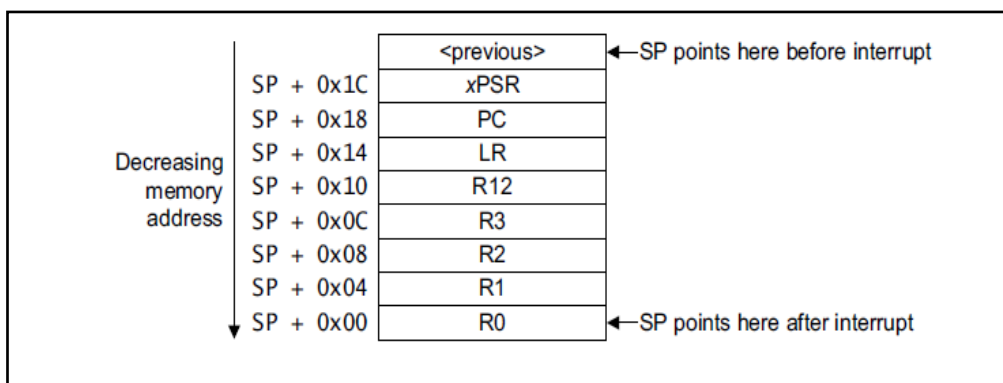 <previous> SP points here before interrupt
SP + 0x1C xPSR
SP + 0x18 PC
SP + 0x14 LR
Decreasing
memory
address
SP + 0x10 R12
SP + 0x0C R3
SP + 0x08 R2
SP + 0x04 R1
SP + 0x00 R0 SP points here after interrupt